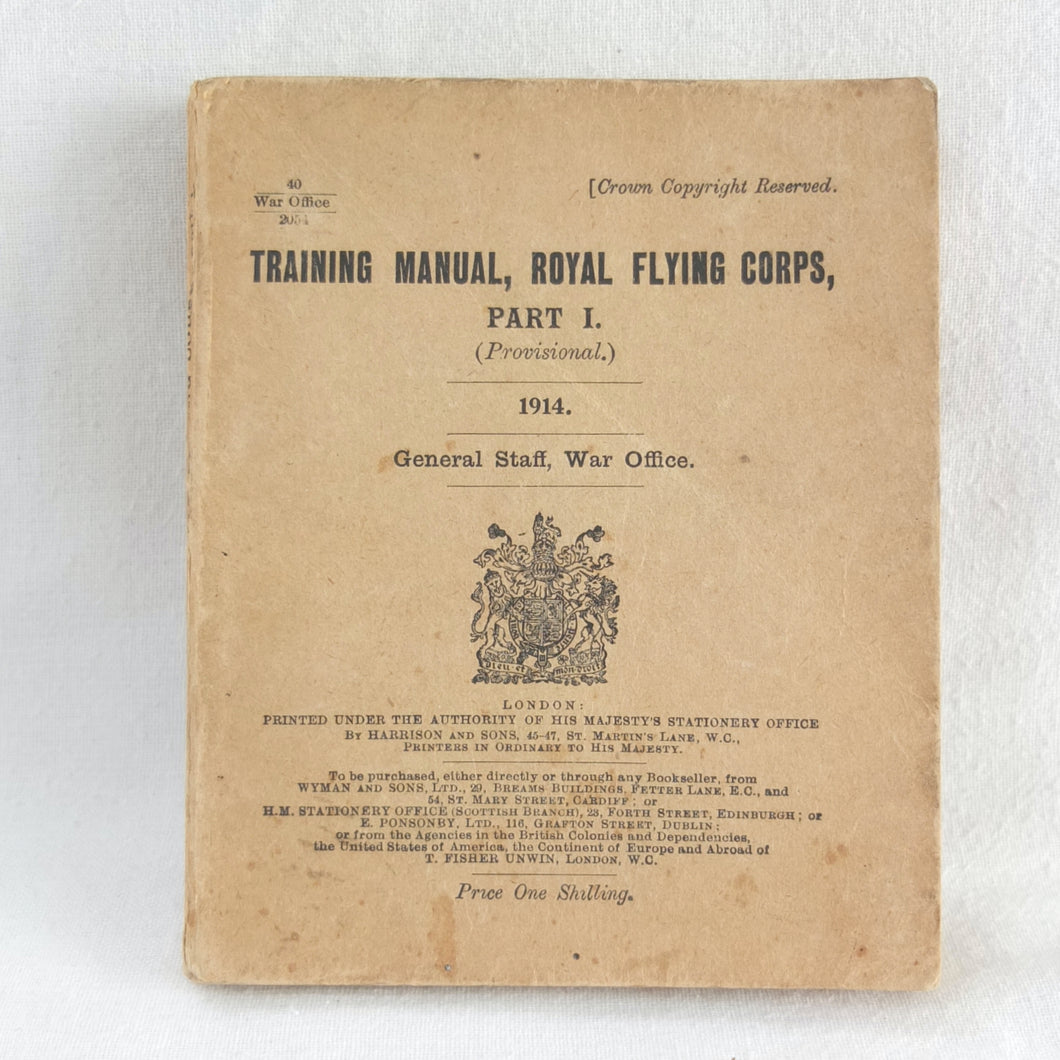 40
War Office
2054
[Crown Copyright Reserved.
TRAINING MANUAL, ROYAL FLYING CORPS,
PART I.
(Provisional.)
1914.
General Staff, War Office.
Dieu et mon droit
LONDON:
PRINTED UNDER THE AUTHORITY OF HIS MAJESTY'S STATIONERY OFFICE
By HARRISON AND SONS, 45–47, St. Martin's Lane, W.C.,
Printers in Ordinary to His Majesty.
To be purchased, either directly or through any Bookseller, from
WYMAN AND SONS, Ltd., 29, Breams Buildings, Fetter Lane, E.C., and
54, St. Mary Street, Cardiff; or
H.M. STATIONERY OFFICE (Scottish Branch), 23, Forth Street, Edinburgh; or
E. PONSONBY, Ltd., 116, Grafton Street, Dublin;
or from the Agencies in the British Colonies and Dependencies,
the United States of America, the Continent of Europe and Abroad of
T. FISHER UNWIN, London, W.C.
Price One Shilling.